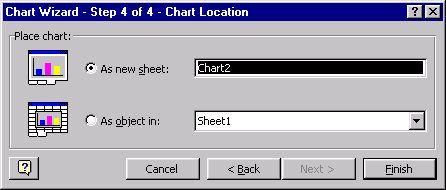 Chart Wizard - Step 4 of 4 - Chart Location
Place chart:
As new sheet: Chart2
As object in: Sheet1
Cancel < Back Next > Finish